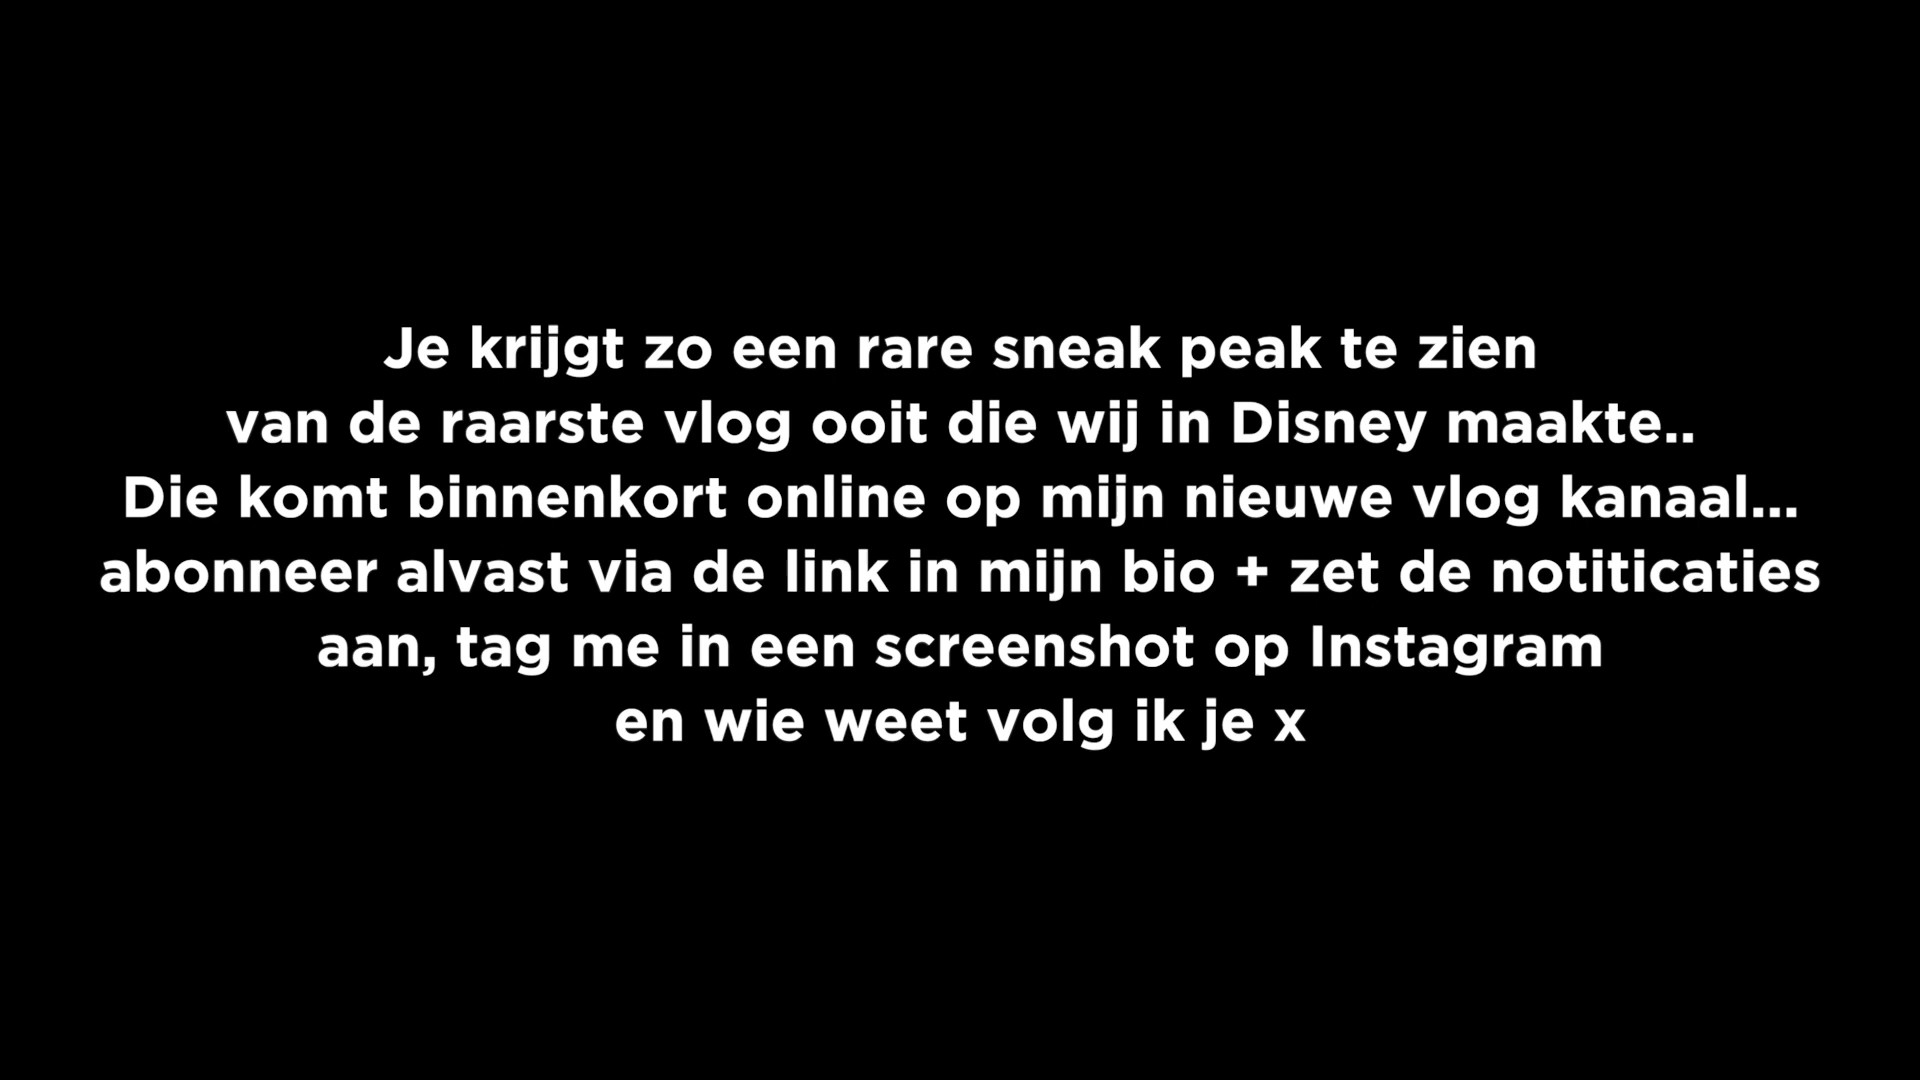 Je krijgt zo een rare sneak peak te zien
van de raarste vlog ooit die wij in Disney maakte..
Die komt binnenkort online op mijn nieuwe vlog kanaal...
abonneer alvast via de link in mijn bio + zet de notiticaties
aan, tag me in een screenshot op Instagram
en wie weet volg ik je x